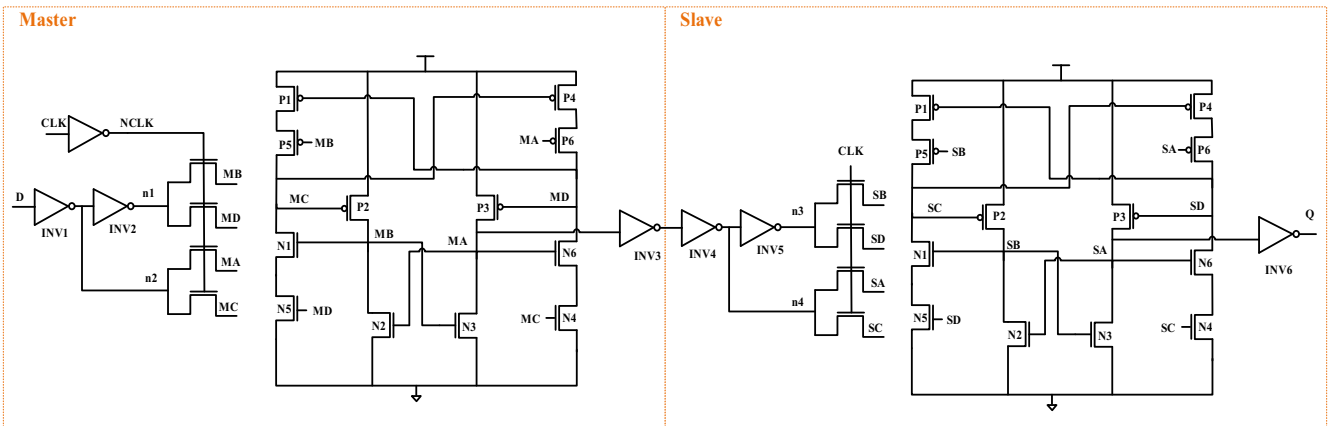 Master
Slave
CLK
NCLK
D
INV1
INV2
n1
n2
MB
MD
MA
MC
P1
P5
MB
MC
P2
N1
MB
N5
MD
N2
P4
MA
P6
P3
MD
MA
N6
N3
MC
N4
INV3
INV4
INV5
n3
n4
CLK
SB
SD
SA
SC
P1
P5
SB
SC
P2
N1
SB
N5
SD
N2
P4
SA
P6
P3
SD
SA
N6
N3
SC
N4
Q
INV6